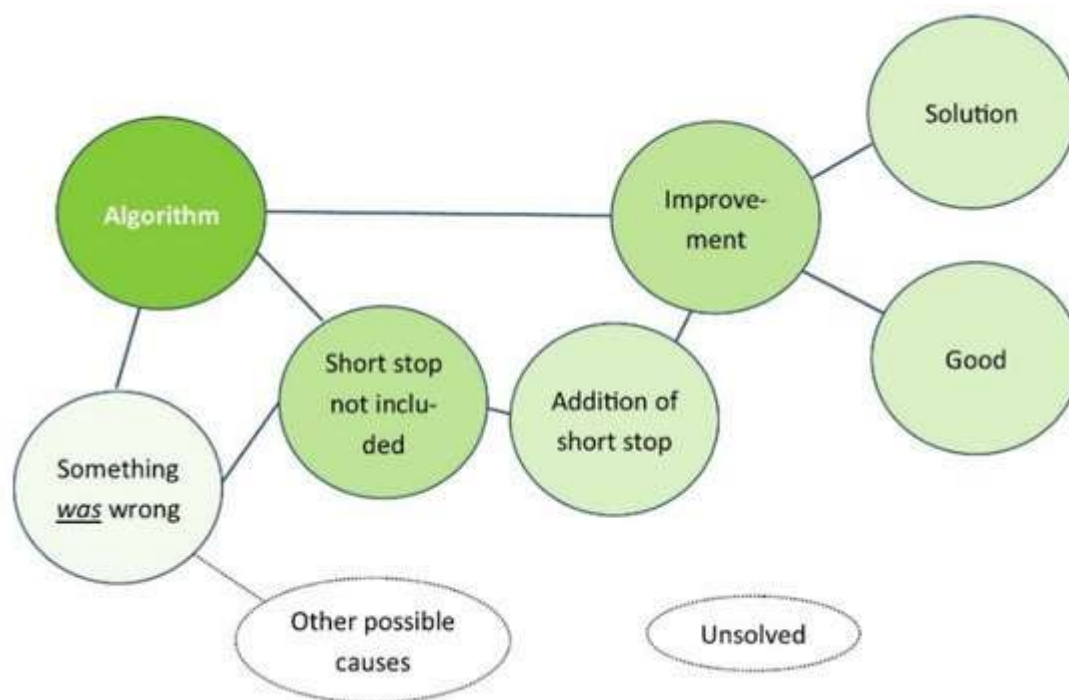 Solution
Algorithm
Improve-
ment
Short stop
not inclu-
ded
Addition of
short stop
Good
Something
was wrong
Other possible
causes
Unsolved